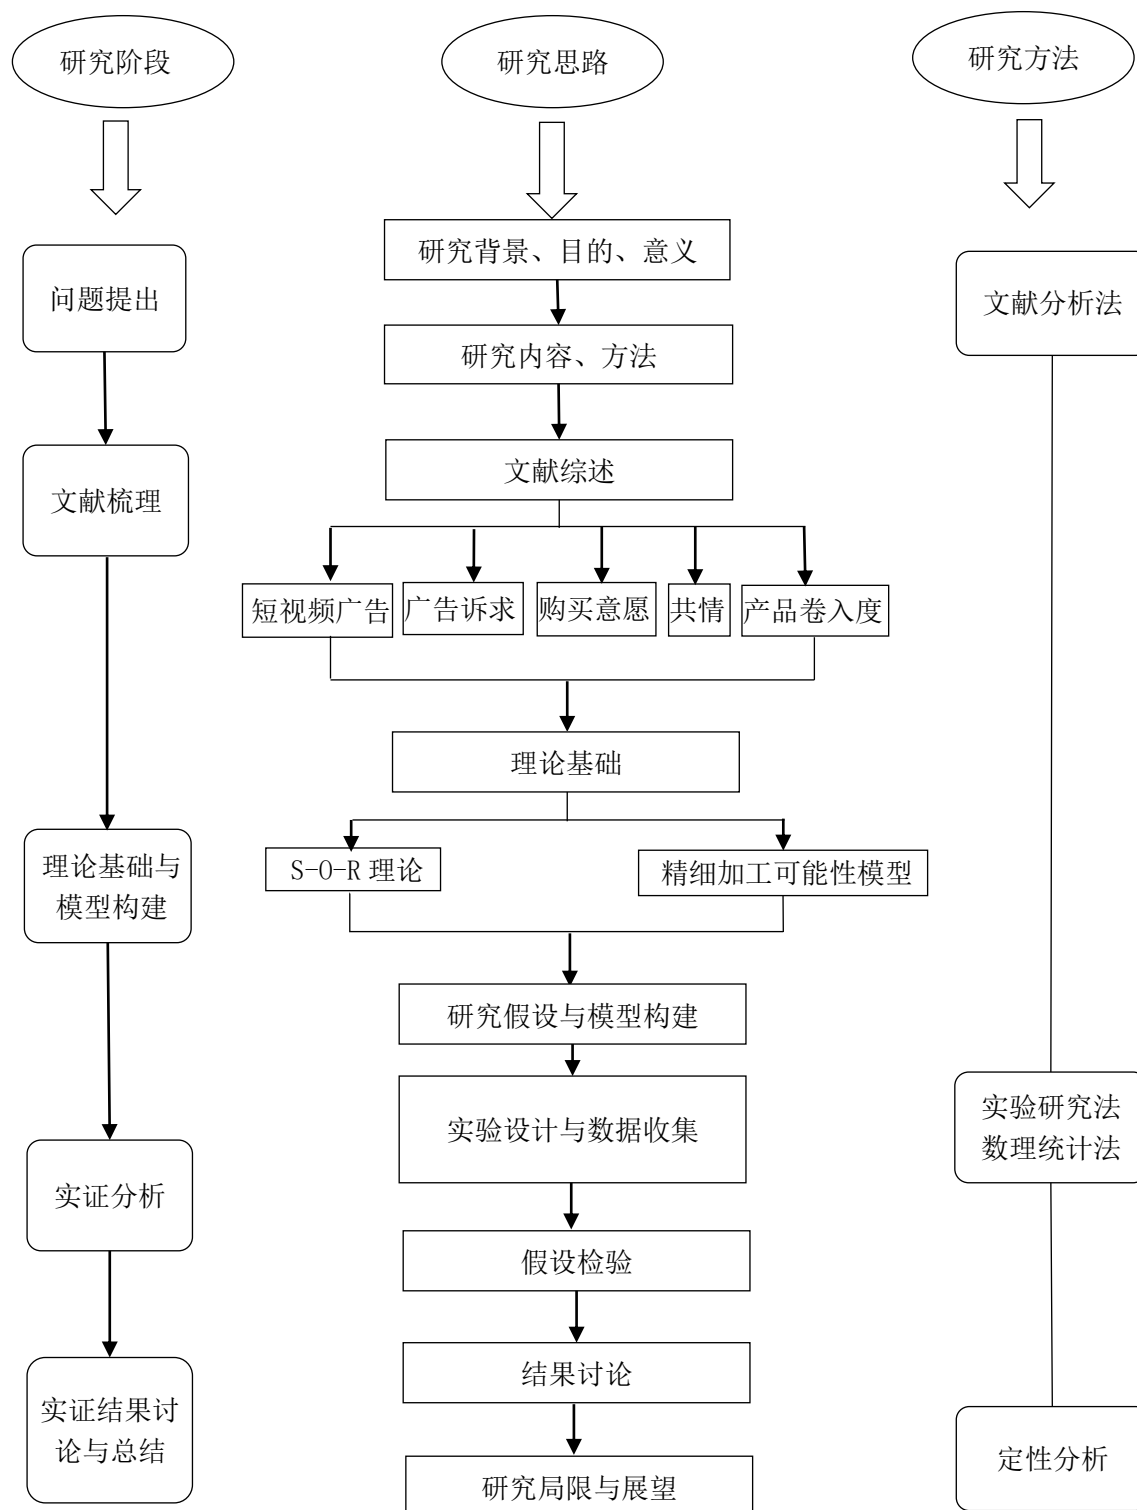 研究阶段
研究思路
研究方法
研究背景、目的、意义
问题提出
文献分析法
研究内容、方法
文献综述
文献梳理
短视频广告
广告诉求
购买意愿
共情
产品卷入度
理论基础
理论基础与
模型构建
S-O-R 理论
精细加工可能性模型
研究假设与模型构建
实验设计与数据收集
实验研究法
数理统计法
实证分析
假设检验
结果讨论
实证结果讨
论与总结
定性分析
研究局限与展望